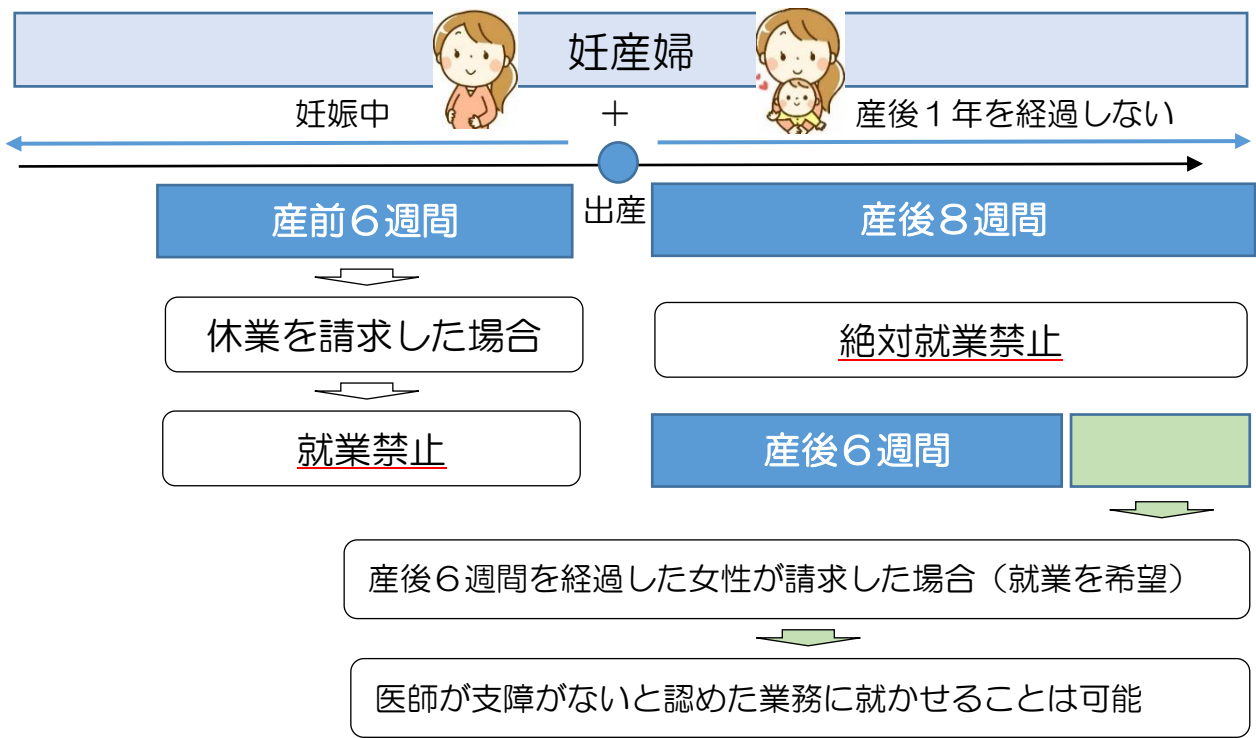 妊産婦
妊娠中
＋
産後１年を経過しない
出産
産前６週間
産後８週間
休業を請求した場合
絶対就業禁止
就業禁止
産後６週間
産後６週間を経過した女性が請求した場合（就業を希望）
医師が支障がないと認めた業務に就かせることは可能